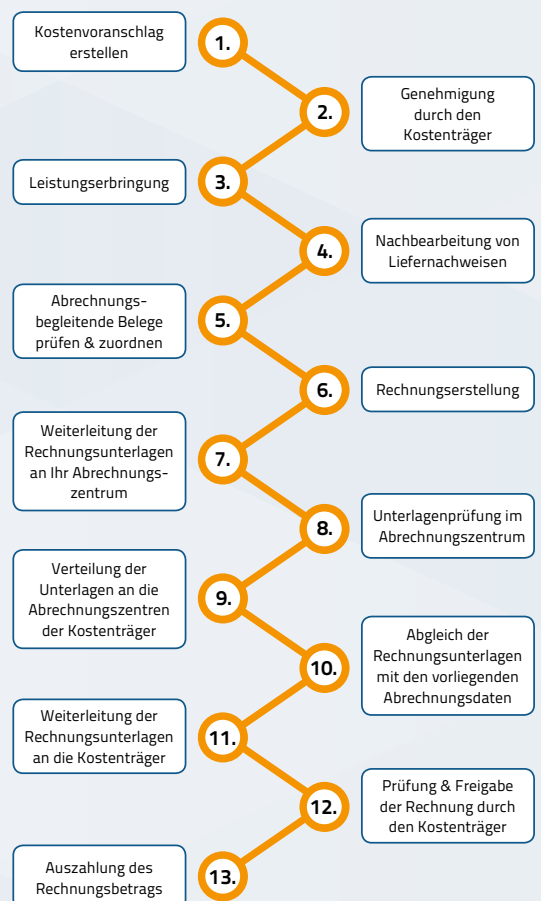 Kostenvoranschlag
erstellen
1.
2.
Genehmigung
durch den
Kostenträger
Leistungserbringung
3.
4.
Nachbearbeitung von
Liefernachweisen
Abrechnungs-
begleitende Belege
prüfen & zuordnen
5.
6.
Rechnungserstellung
Weiterleitung der
Rechnungsunterlagen
an Ihr Abrechnungs-
zentrum
7.
8.
Unterlagenprüfung im
Abrechnungszentrum
Verteilung der
Unterlagen an die
Abrechnungszentren
der Kostenträger
9.
10.
Abgleich der
Rechnungsunterlagen
mit den vorliegenden
Abrechnungsdaten
Weiterleitung der
Rechnungsunterlagen
an die Kostenträger
11.
12.
Prüfung & Freigabe
der Rechnung durch
den Kostenträger
Auszahlung des
Rechnungsbetrags
13.